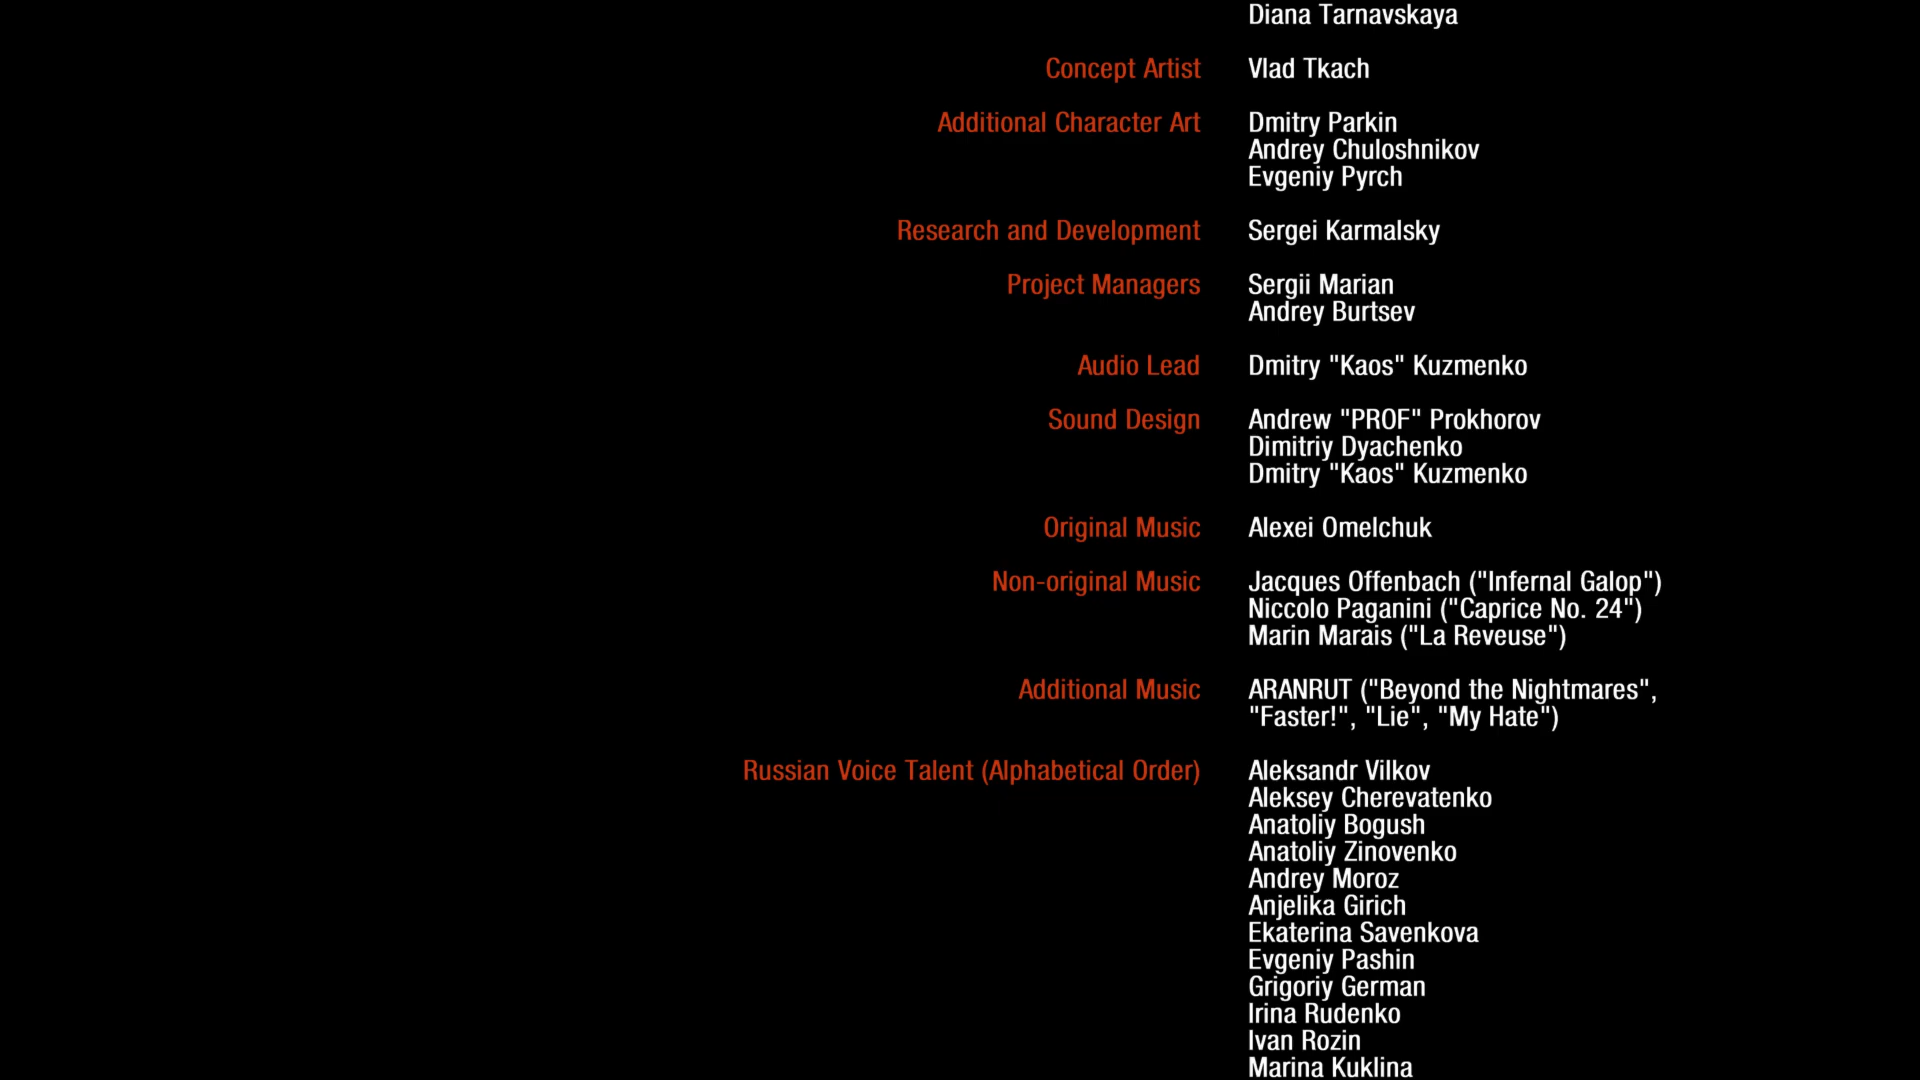 Diana Tarnavskaya
Concept Artist Vlad Tkach
Additional Character Art Dmitry Parkin
Andrey Chuloshnikov
Evgeniy Pyrch
Research and Development Sergei Karmalsky
Project Managers Sergii Marian
Andrey Burtsev
Audio Lead Dmitry "Kaos" Kuzmenko
Sound Design Andrew "PROF" Prokhorov
Dimitriy Dyachenko
Dmitry "Kaos" Kuzmenko
Original Music Alexei Omelchuk
Non-original Music Jacques Offenbach ("Infernal Galop")
Niccolo Paganini ("Caprice No. 24")
Marin Marais ("La Reveuse")
Additional Music ARANRUT ("Beyond the Nightmares",
"Faster!", "Lie", "My Hate")
Russian Voice Talent (Alphabetical Order) Aleksandr Vilkov
Aleksey Cherevatenko
Anatoliy Bogush
Anatoliy Zinovenko
Andrey Moroz
Anjelika Girich
Ekaterina Savenkova
Evgeniy Pashin
Grigoriy German
Irina Rudenko
Ivan Rozin
Marina Kuklina